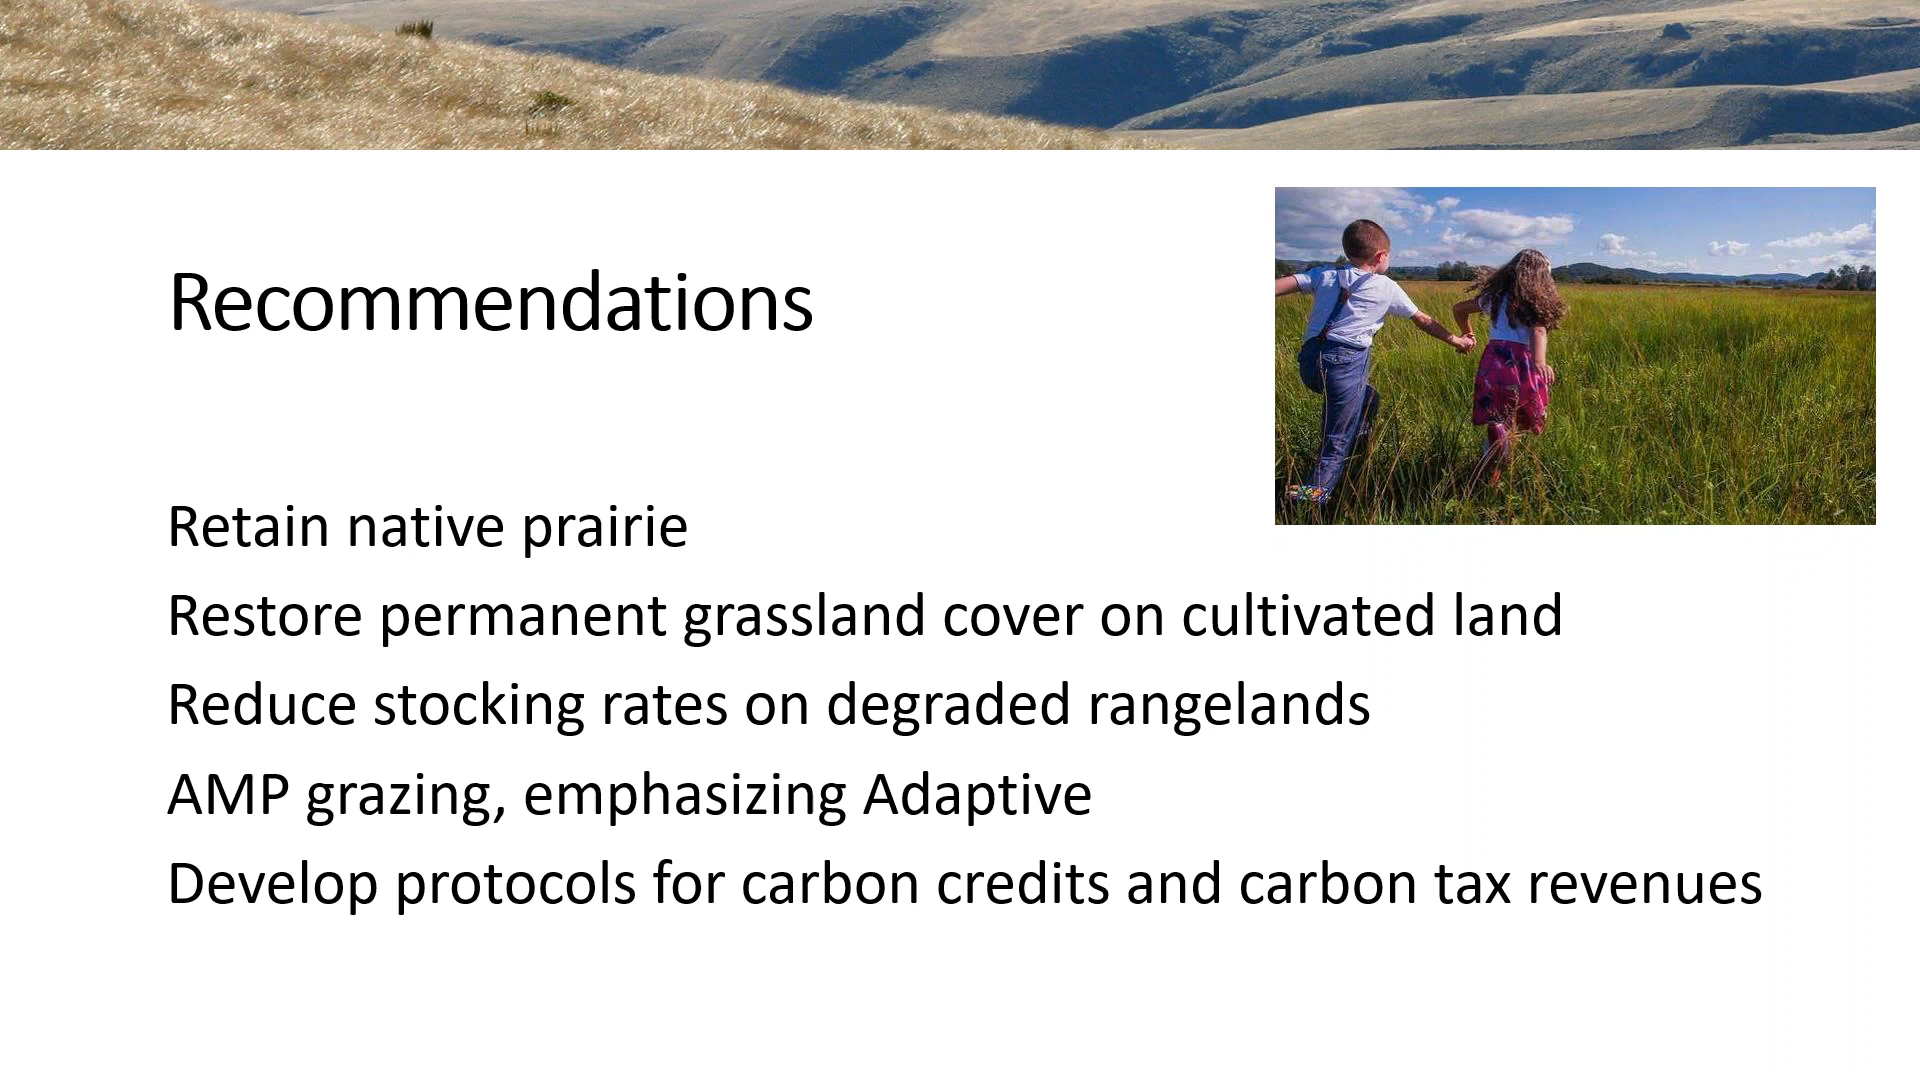 Recommendations
Retain native prairie
Restore permanent grassland cover on cultivated land
Reduce stocking rates on degraded rangelands
AMP grazing, emphasizing Adaptive
Develop protocols for carbon credits and carbon tax revenues